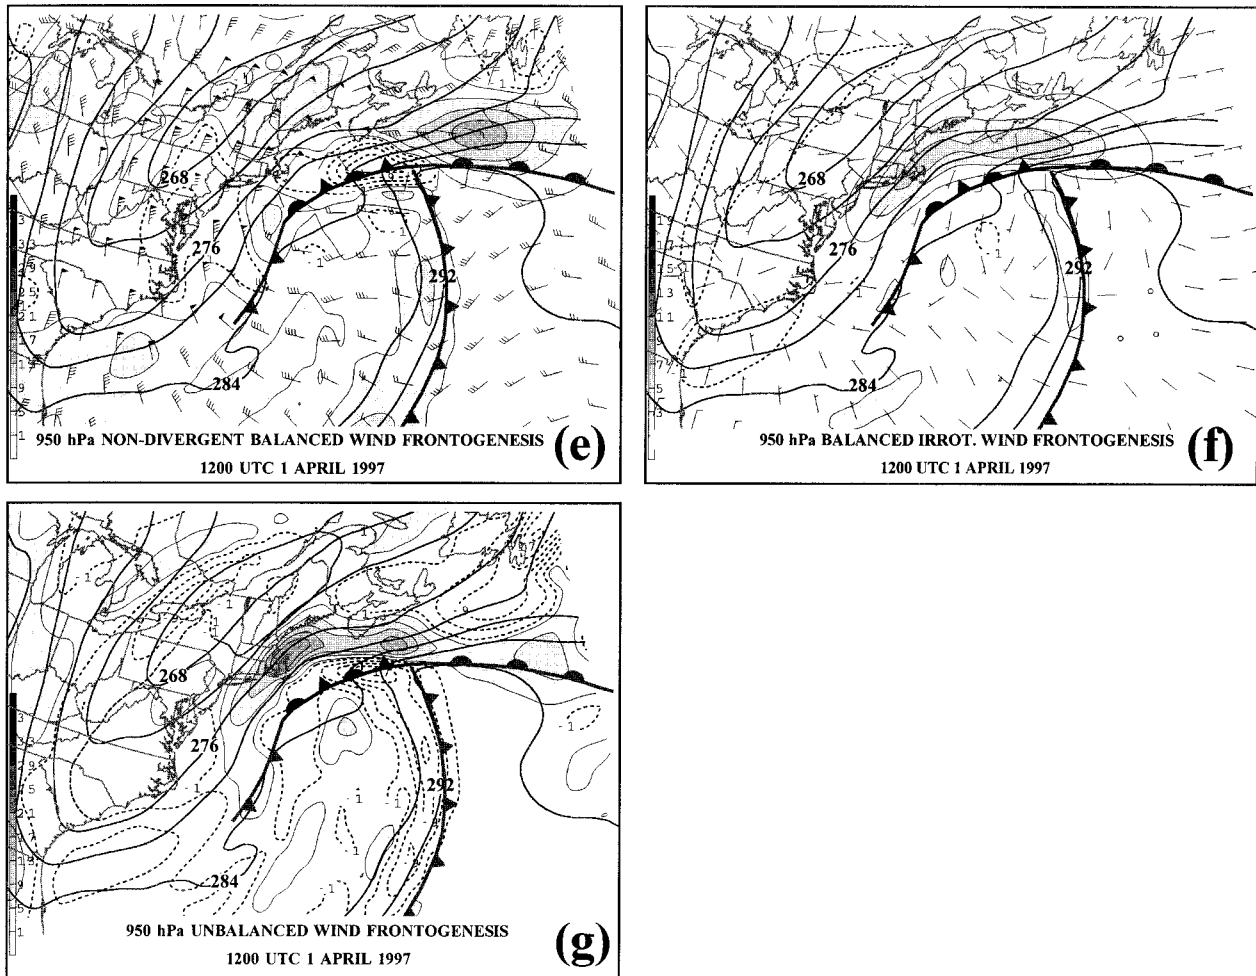 268
276
284
292
950 hPa NON-DIVERGENT BALANCED WIND FRONTOGENESIS
1200 UTC 1 APRIL 1997
(e)
268
276
284
292
950 hPa BALANCED IRROT. WIND FRONTOGENESIS
1200 UTC 1 APRIL 1997
(f)
268
276
284
292
950 hPa UNBALANCED WIND FRONTOGENESIS
1200 UTC 1 APRIL 1997
(g)